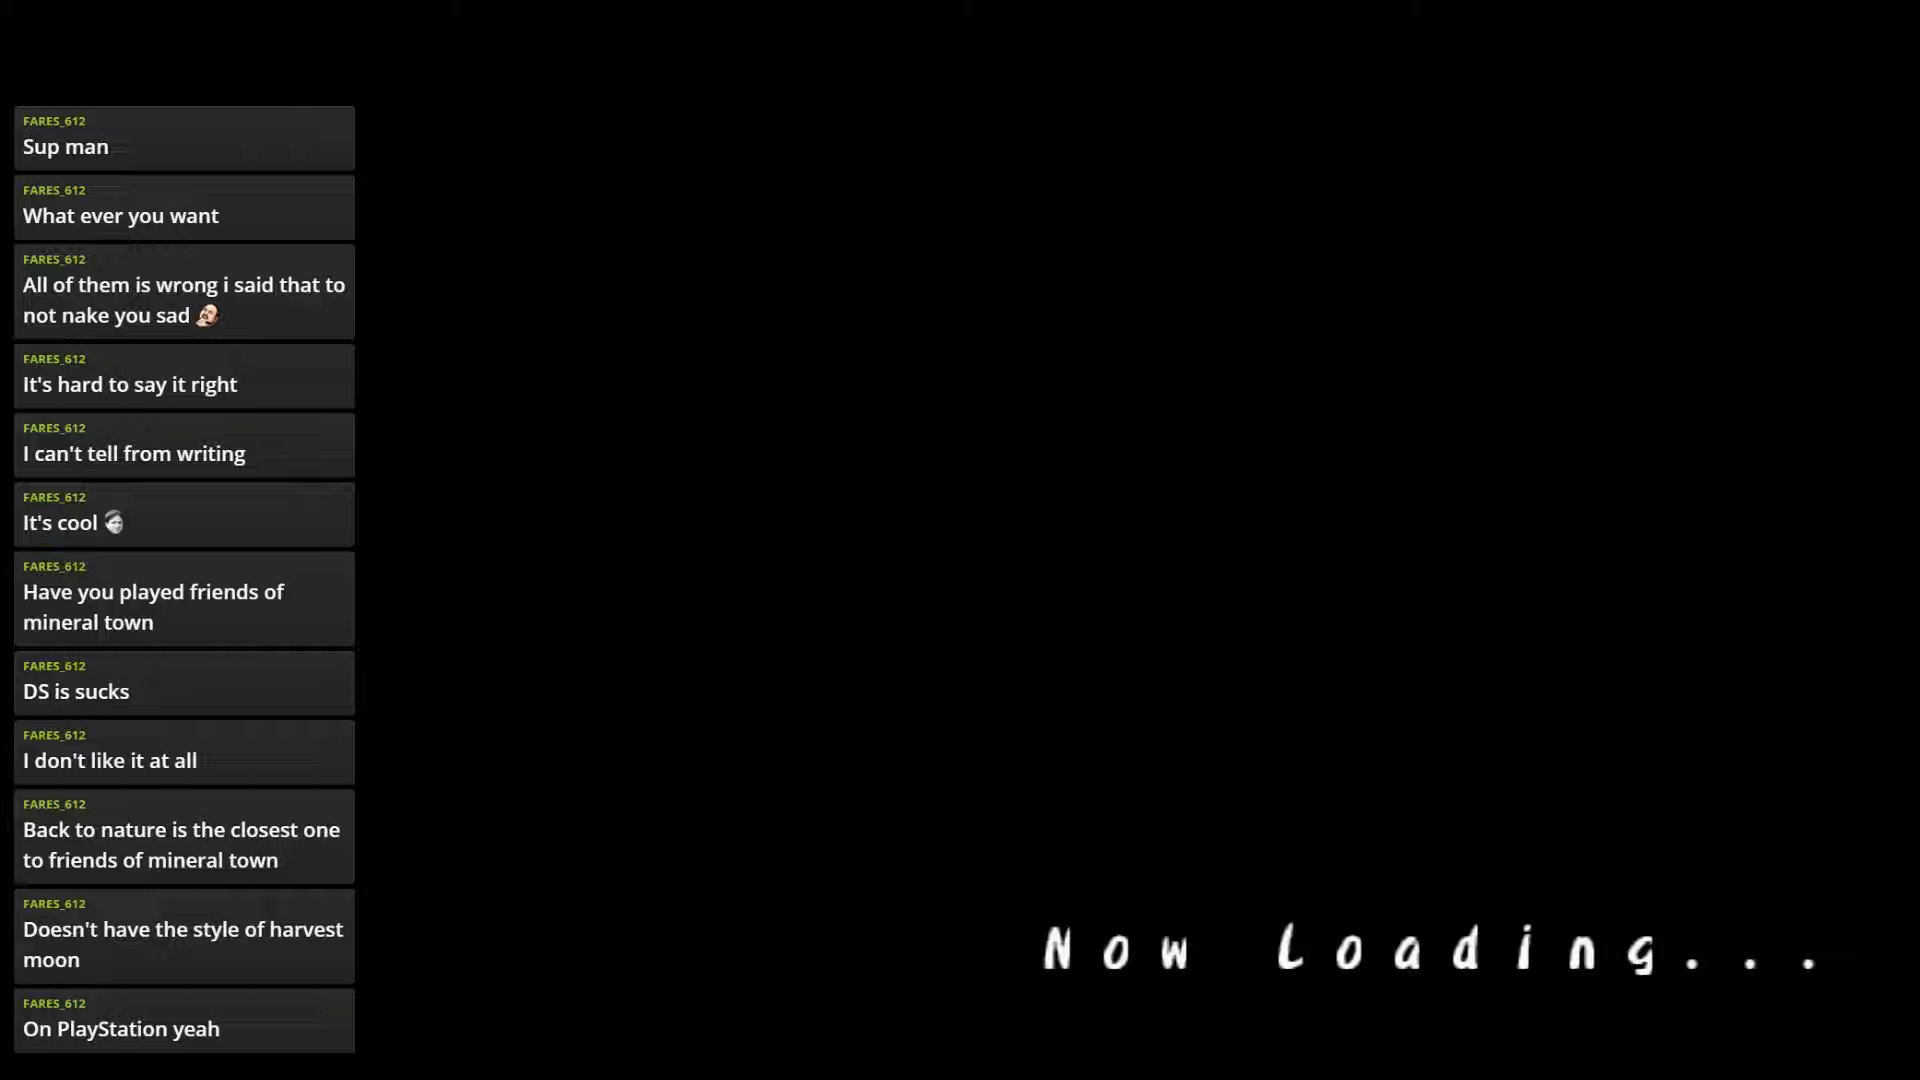 FARES_612
Sup man
FARES_612
What ever you want
FARES_612
All of them is wrong i said that to
not nake you sad
FARES_612
It's hard to say it right
FARES_612
I can't tell from writing
FARES_612
It's cool
FARES_612
Have you played friends of
mineral town
FARES_612
DS is sucks
FARES_612
I don't like it at all
FARES_612
Back to nature is the closest one
to friends of mineral town
FARES_612
Doesn't have the style of harvest
moon
FARES_612
On PlayStation yeah
Now Loading...